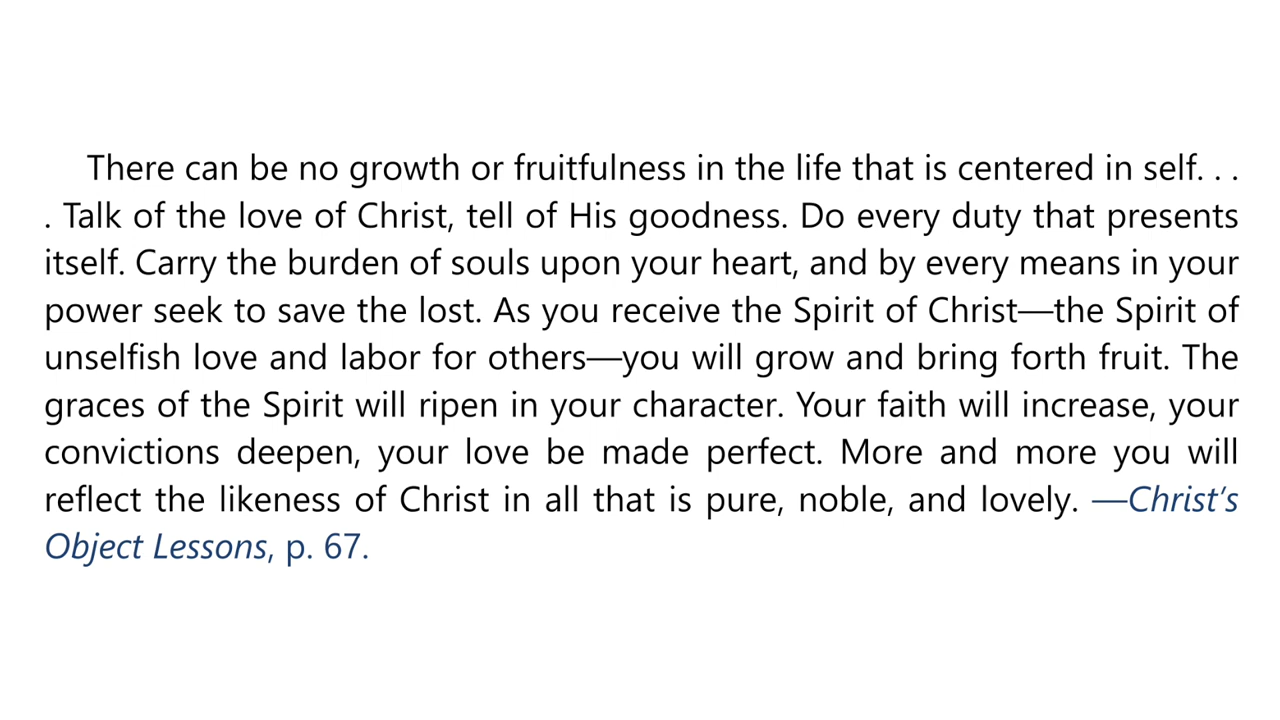 There can be no growth or fruitfulness in the life that is centered in self. . .
. Talk of the love of Christ, tell of His goodness. Do every duty that presents
itself. Carry the burden of souls upon your heart, and by every means in your
power seek to save the lost. As you receive the Spirit of Christ—the Spirit of
unselfish love and labor for others—you will grow and bring forth fruit. The
graces of the Spirit will ripen in your character. Your faith will increase, your
convictions deepen, your love be made perfect. More and more you will
reflect the likeness of Christ in all that is pure, noble, and lovely. —Christ’s
Object Lessons, p. 67.